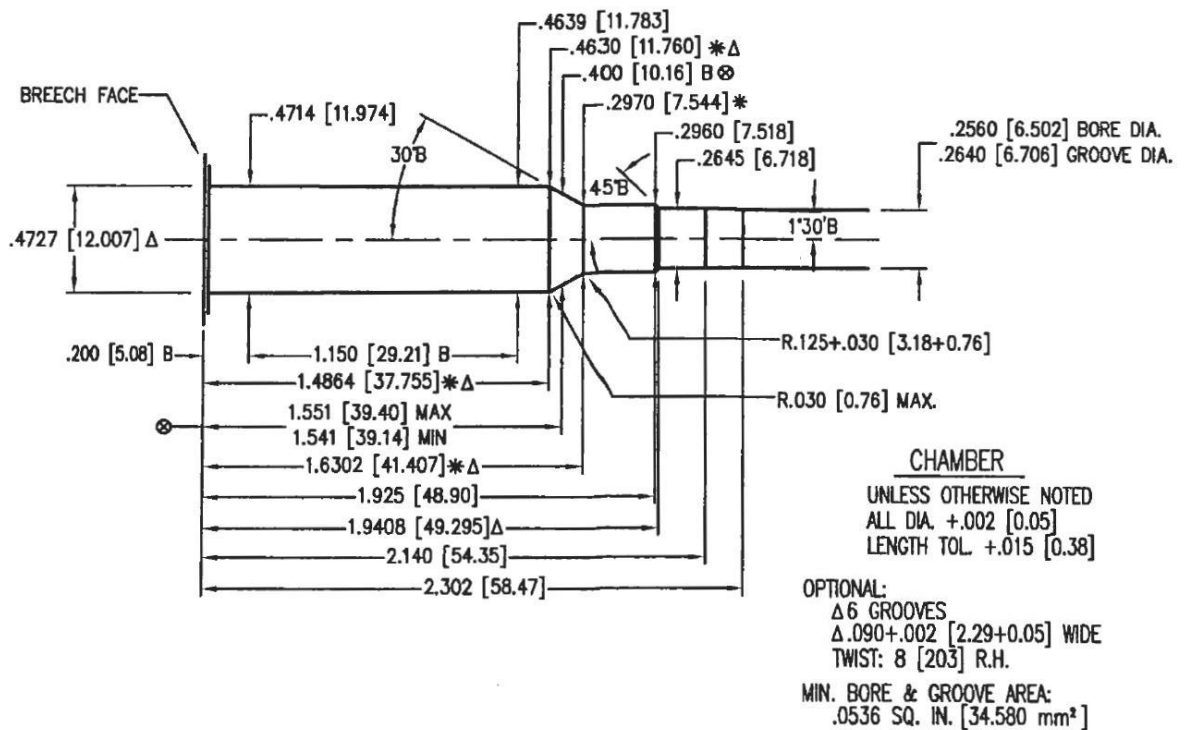 .4639 [11.783]
.4630 [11.760] ✳Δ
.400 [10.16] B⊗
.2970 [7.544]✳
BREECH FACE
.4714 [11.974]
.2960 [7.518]
.2645 [6.718]
.2560 [6.502] BORE DIA.
.2640 [6.706] GROOVE DIA.
30°B
45°B
1°30'B
.4727 [12.007] Δ
.200 [5.08] B
1.150 [29.21] B
R.125+.030 [3.18+0.76]
1.4864 [37.755]✳Δ
R.030 [0.76] MAX.
⊗
1.551 [39.40] MAX
1.541 [39.14] MIN
1.6302 [41.407]✳Δ
1.925 [48.90]
1.9408 [49.295]Δ
2.140 [54.35]
2.302 [58.47]
CHAMBER
UNLESS OTHERWISE NOTED
ALL DIA. +.002 [0.05]
LENGTH TOL. +.015 [0.38]
OPTIONAL:
Δ6 GROOVES
Δ.090+.002 [2.29+0.05] WIDE
TWIST: 8 [203] R.H.
MIN. BORE & GROOVE AREA:
.0536 SQ. IN. [34.580 mm²]